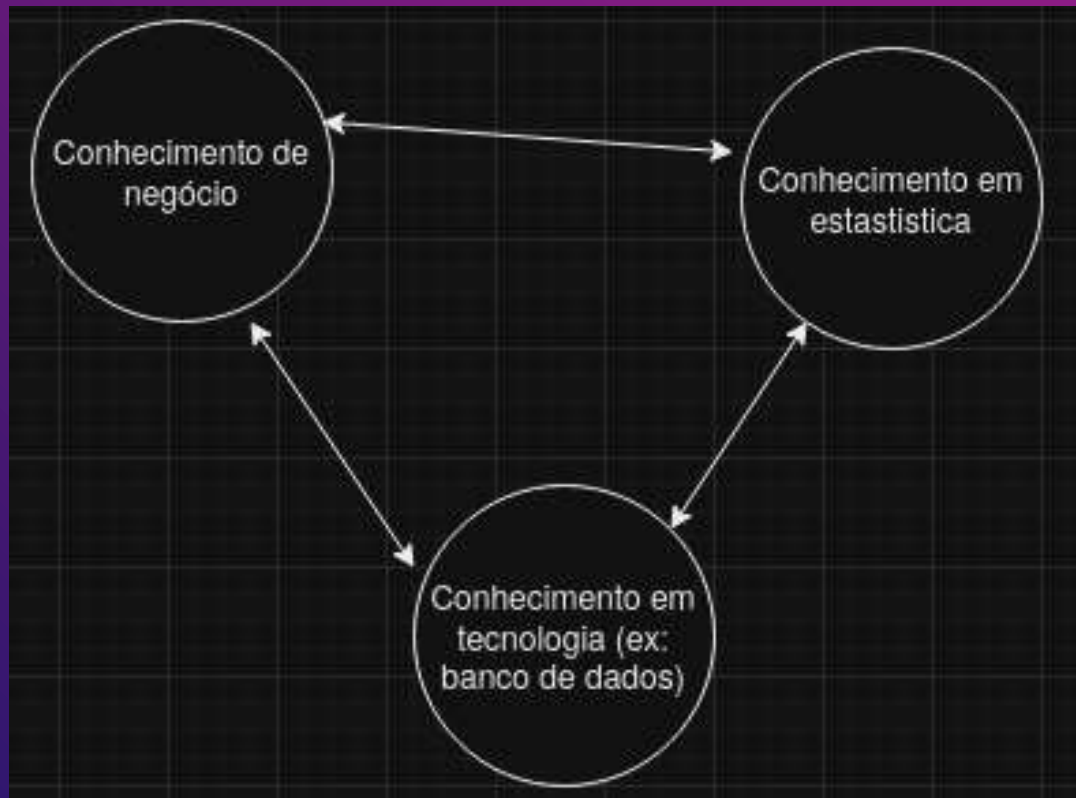 Conhecimento de
negócio
Conhecimento em
estastistica
Conhecimento em
tecnologia (ex:
banco de dados)